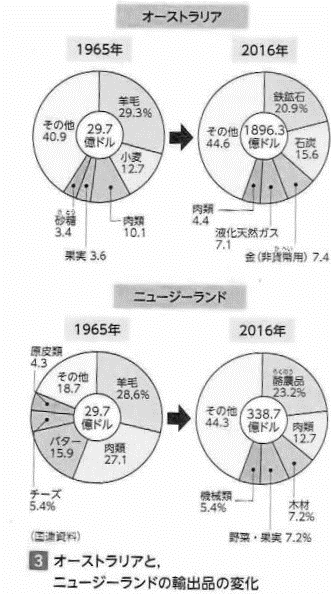 オーストラリア
1965年
2016年
羊毛
29.3%
小麦
12.7
肉類
10.1
果実 3.6
砂糖
さとう
3.4
その他
40.9
29.7
億ドル
鉄鉱石
20.9%
石炭
15.6
金(非貨幣用) 7.4
かへい
液化天然ガス
7.1
肉類
4.4
その他
44.6
1896.3
億ドル
ニュージーランド
1965年
2016年
羊毛
28.6%
肉類
27.1
バター
15.9
チーズ
5.4%
原皮類
4.3
その他
18.7
29.7
億ドル
らくのう
酪農品
23.2%
肉類
12.7
木材
7.2%
野菜・果実 7.2%
機械類
5.4%
その他
44.3
338.7
億ドル
(国連資料)
3 オーストラリアと,
ニュージーランドの輸出品の変化